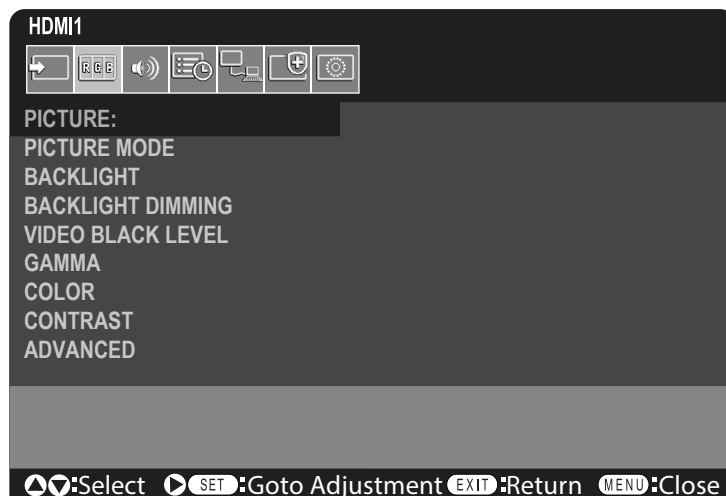 HDMI1
RGB
PICTURE:
PICTURE MODE
BACKLIGHT
BACKLIGHT DIMMING
VIDEO BLACK LEVEL
GAMMA
COLOR
CONTRAST
ADVANCED
:Select SET:Goto Adjustment EXIT:Return MENU:Close